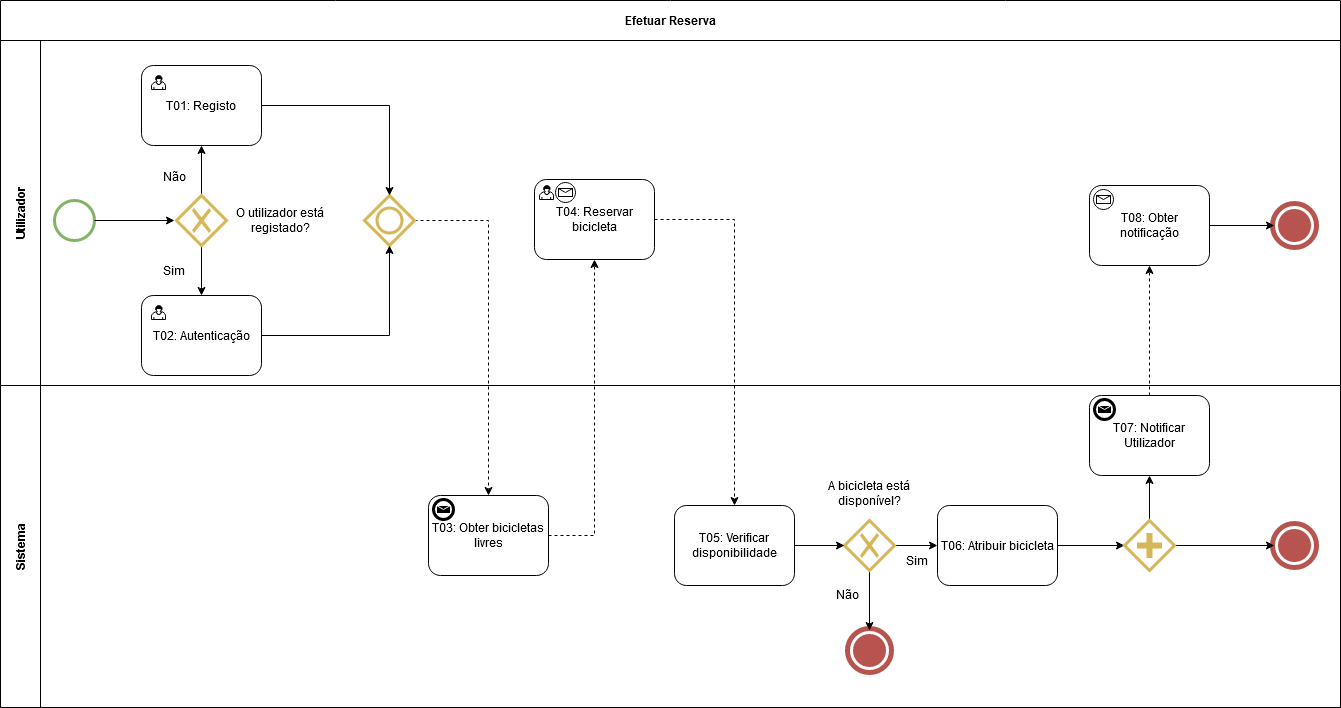 Efetuar Reserva
Utilizador
T01: Registo
Não
O utilizador está
registado?
Sim
T02: Autenticação
T04: Reservar
bicicleta
T08: Obter
notificação
Sistema
T03: Obter bicicletas
livres
T05: Verificar
disponibilidade
A bicicleta está
disponível?
Sim
Não
T06: Atribuir bicicleta
T07: Notificar
Utilizador